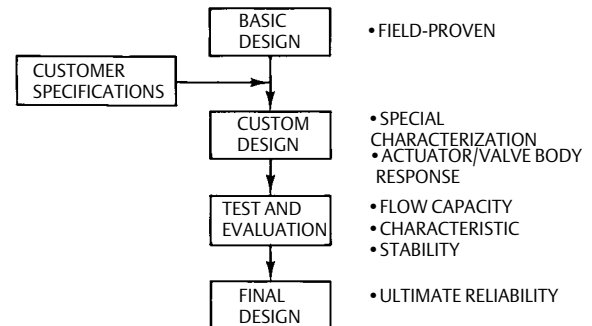 BASIC
DESIGN
•FIELD-PROVEN
CUSTOMER
SPECIFICATIONS
CUSTOM
DESIGN
•SPECIAL
CHARACTERIZATION
•ACTUATOR/VALVE BODY
RESPONSE
TEST AND
EVALUATION
•FLOW CAPACITY
•CHARACTERISTIC
•STABILITY
FINAL
DESIGN
•ULTIMATE RELIABILITY